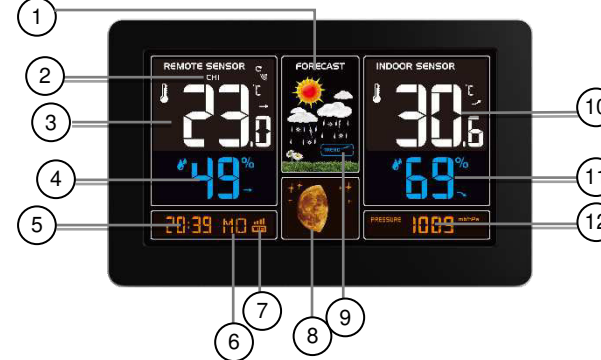 1
REMOTE SENSOR
FORECAST
INDOOR SENSOR
2
CH1
°C
°C
3
23.0
30.6
10
4
49%
69%
11
5
20:39 MO
PRESSURE 1009
12
6
7
8
9